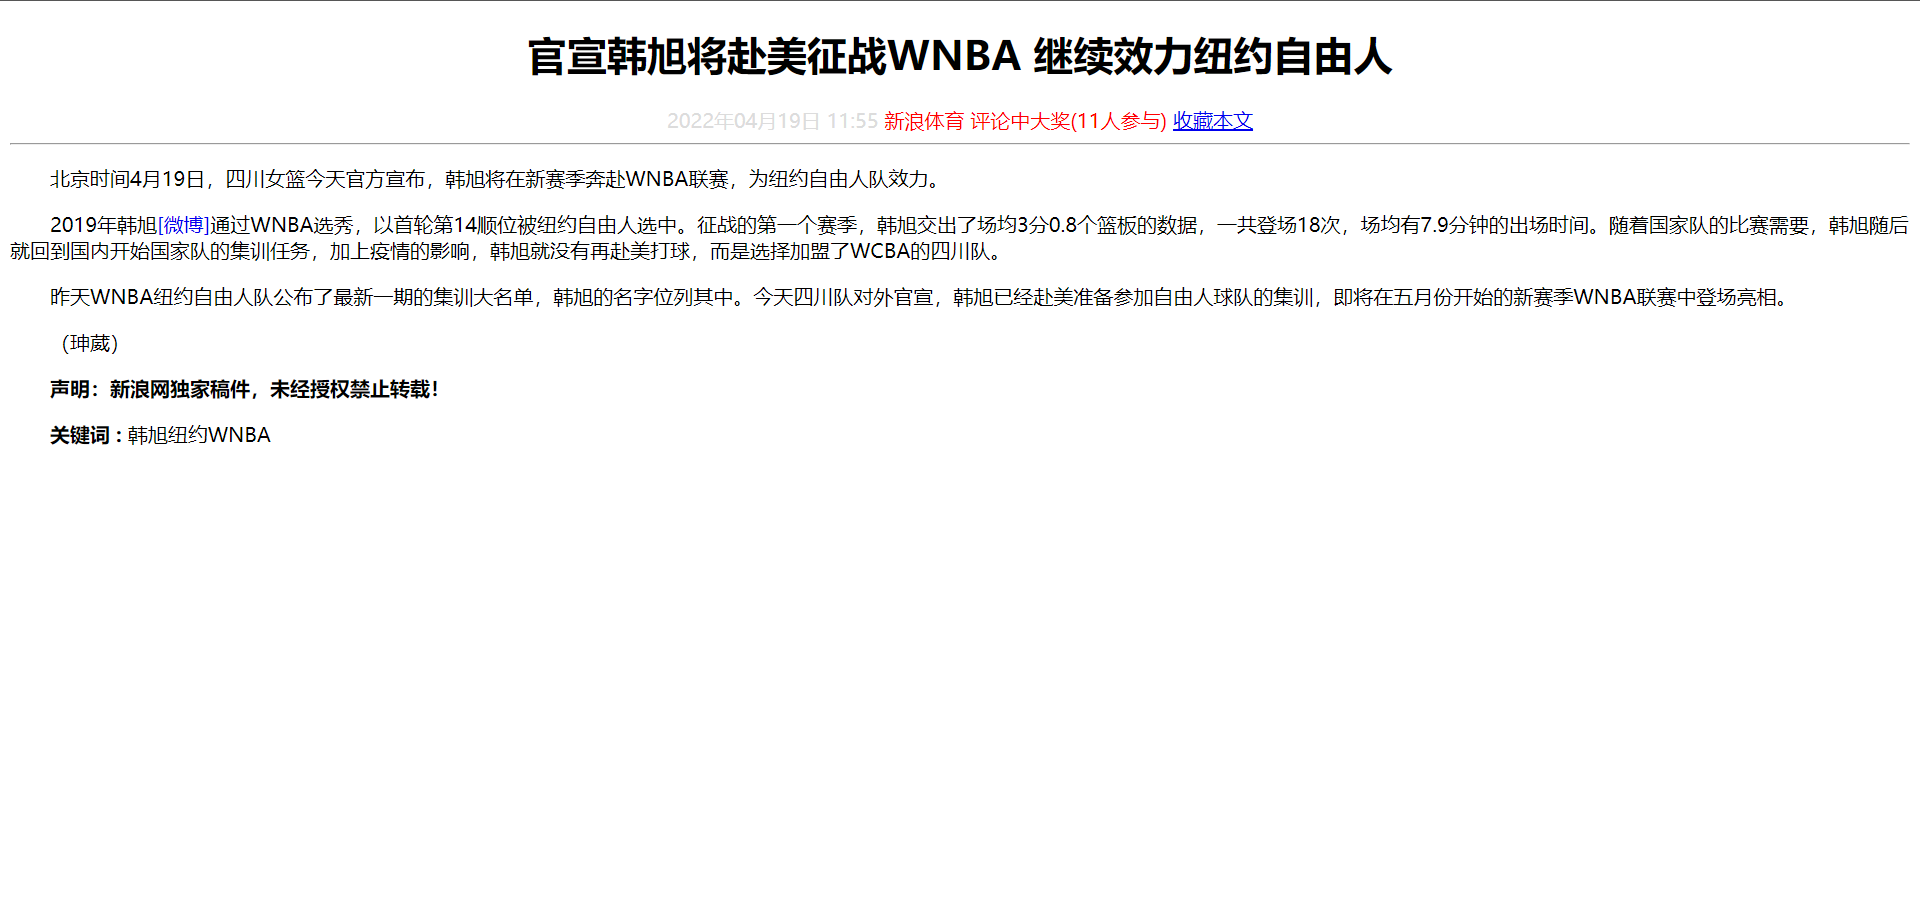 官宣韩旭将赴美征战WNBA 继续效力纽约自由人
2022年04月19日 11:55 新浪体育 评论中大奖(11人参与) 收藏本文
北京时间4月19日，四川女篮今天官方宣布，韩旭将在新赛季奔赴WNBA联赛，为纽约自由人队效力。
2019年韩旭[微博]通过WNBA选秀，以首轮第14顺位被纽约自由人选中。征战的第一个赛季，韩旭交出了场均3分0.8个篮板的数据，一共登场18次，场均有7.9分钟的出场时间。随着国家队的比赛需要，韩旭随后
就回到国内开始国家队的集训任务，加上疫情的影响，韩旭就没有再赴美打球，而是选择加盟了WCBA的四川队。
昨天WNBA纽约自由人队公布了最新一期的集训大名单，韩旭的名字位列其中。今天四川队对外官宣，韩旭已经赴美准备参加自由人球队的集训，即将在五月份开始的新赛季WNBA联赛中登场亮相。
（珅葳）
声明：新浪网独家稿件，未经授权禁止转载！
关键词 : 韩旭纽约WNBA